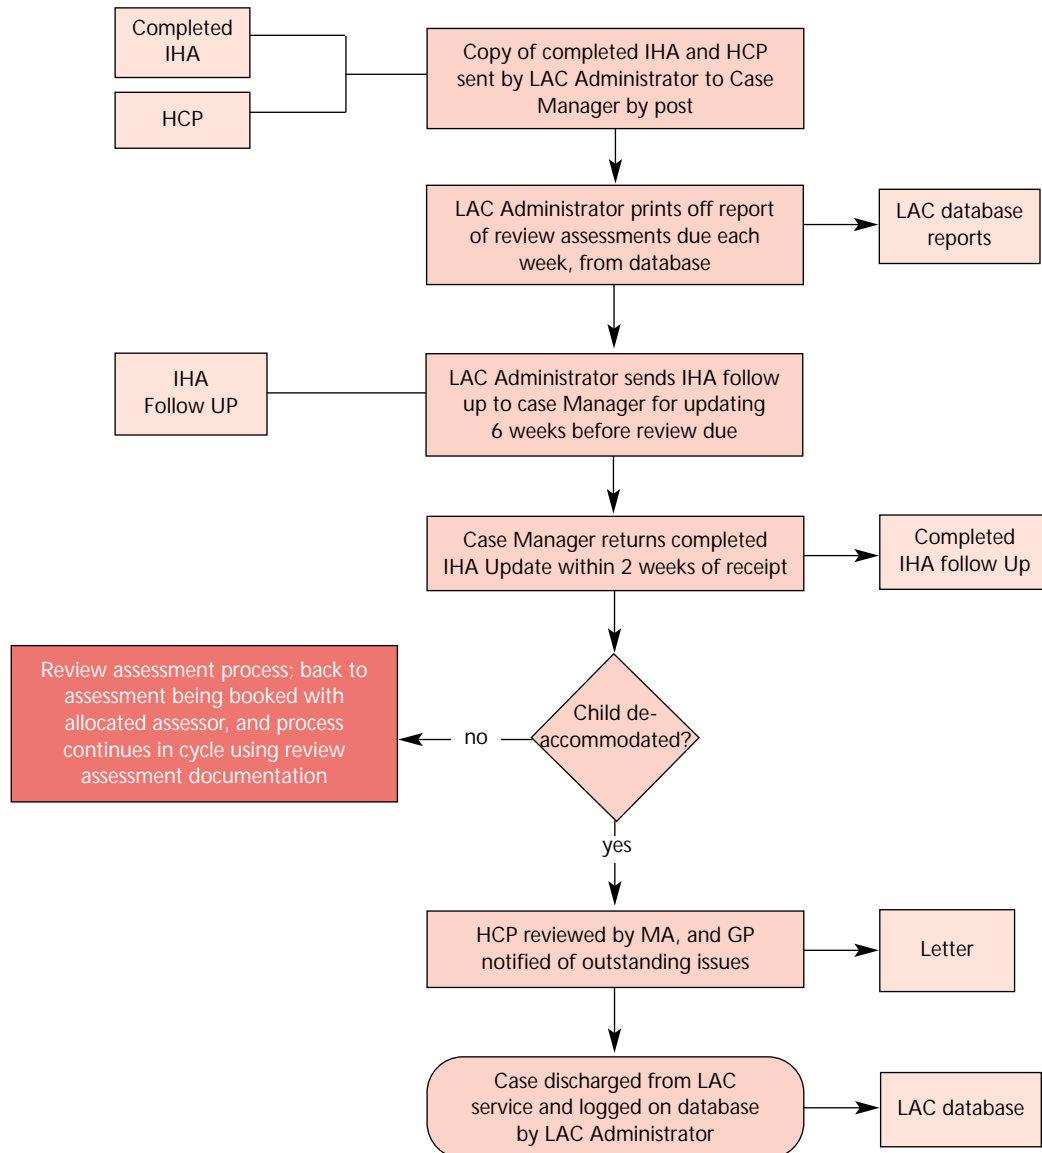 Completed
IHA
HCP
Copy of completed IHA and HCP
sent by LAC Administrator to Case
Manager by post
LAC Administrator prints off report
of review assessments due each
week, from database
LAC database
reports
IHA
Follow UP
LAC Administrator sends IHA follow
up to case Manager for updating
6 weeks before review due
Case Manager returns completed
IHA Update within 2 weeks of receipt
Completed
IHA follow Up
Review assessment process; back to
assessment being booked with
allocated assessor, and process
continues in cycle using review
assessment documentation
no
Child de-
accommodated?
yes
HCP reviewed by MA, and GP
notified of outstanding issues
Letter
Case discharged from LAC
service and logged on database
by LAC Administrator
LAC database